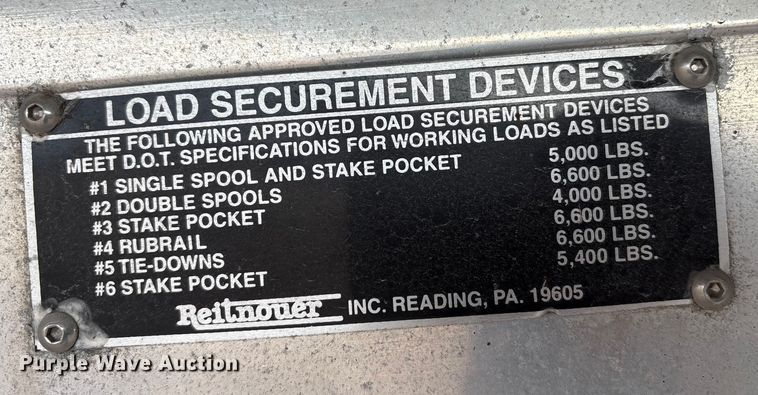 LOAD SECUREMENT DEVICES
THE FOLLOWING APPROVED LOAD SECUREMENT DEVICES
MEET D.O.T. SPECIFICATIONS FOR WORKING LOADS AS LISTED
#1 SINGLE SPOOL AND STAKE POCKET 5,000 LBS.
#2 DOUBLE SPOOLS 6,600 LBS.
#3 STAKE POCKET 4,000 LBS.
#4 RUBRAIL 6,600 LBS.
#5 TIE-DOWNS 6,600 LBS.
#6 STAKE POCKET 5,400 LBS.
Reitnouer INC. READING, PA. 19605
Purple Wave Auction